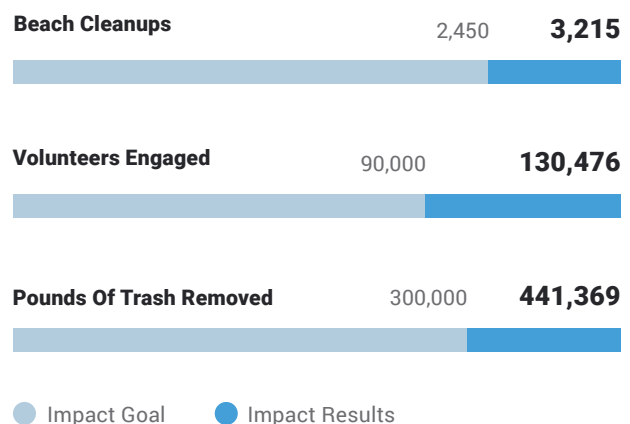 Beach Cleanups 2,450 3,215
Volunteers Engaged 90,000 130,476
Pounds Of Trash Removed 300,000 441,369
Impact Goal Impact Results